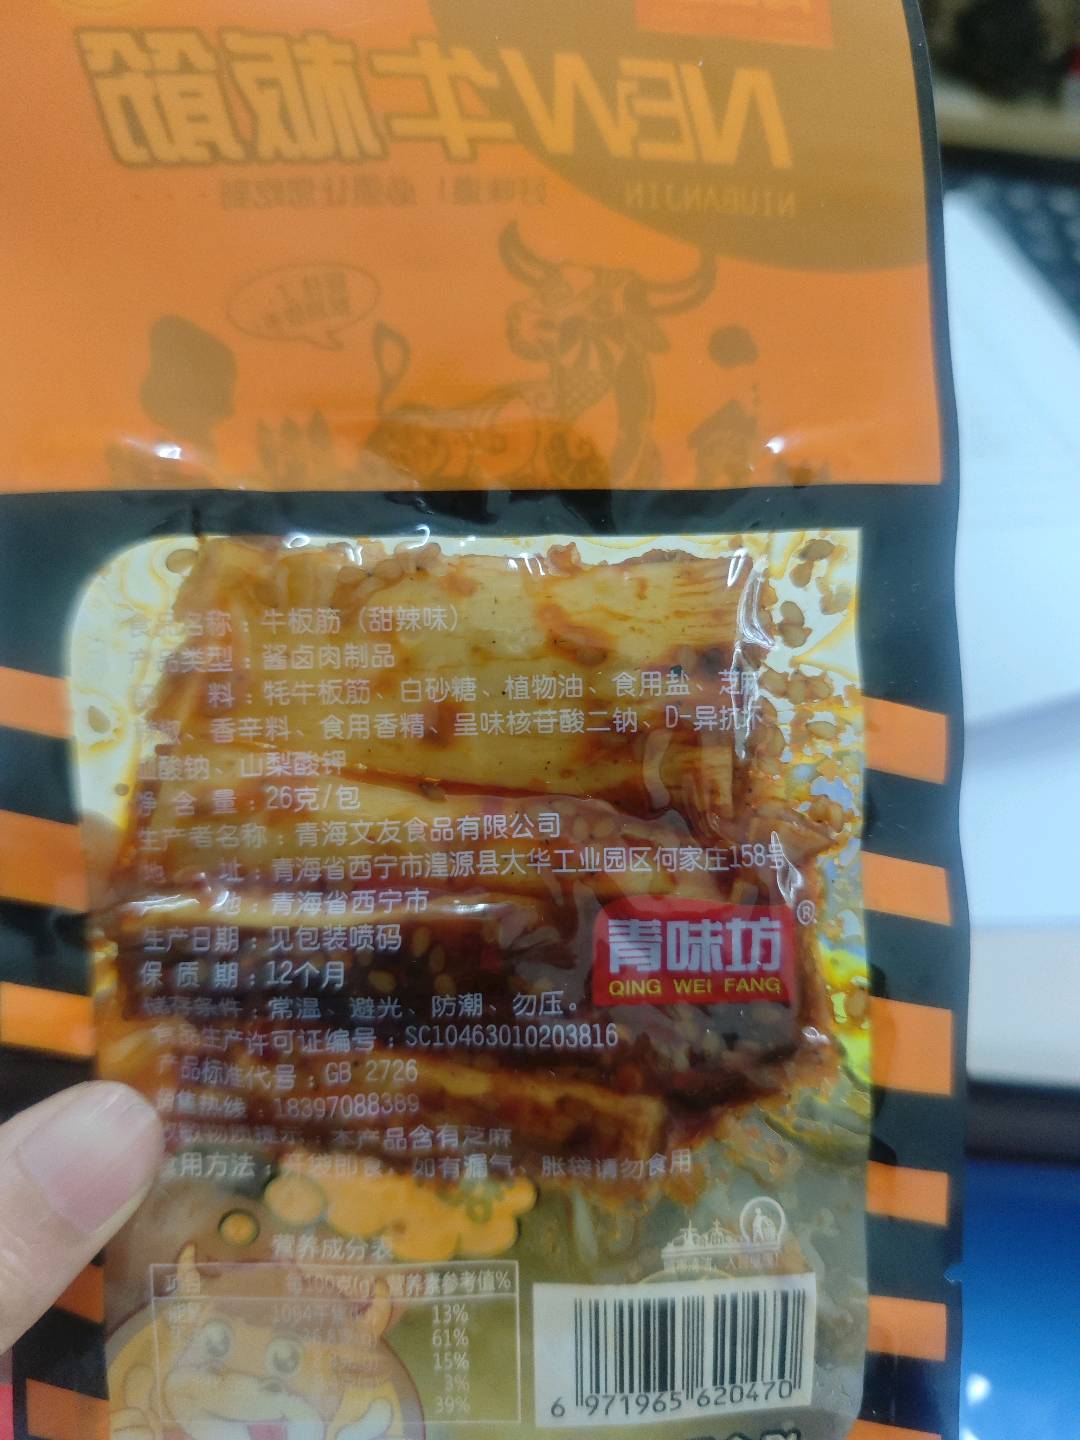 NEW牛板筋
NIUBANJIN
好味道！必须让您吃到
食品名称：牛板筋（甜辣味）
产品类型：酱卤肉制品
料：牦牛板筋、白砂糖、植物油、食用盐、芝麻
辣椒、香辛料、食用香精、呈味核苷酸二钠、D-异抗坏
血酸钠、山梨酸钾
净含量：26克/包
生产者名称：青海文友食品有限公司
地 址：青海省西宁市湟源县大华工业园区何家庄158号
产 地：青海省西宁市
生产日期：见包装喷码
保质期：12个月
储存条件：常温、避光、防潮、勿压。
食品生产许可证编号：SC10463010203816
产品标准代号：GB 2726
销售热线：18397088389
提示：本产品含有芝麻
食用方法：开袋即食，如有漏气、胀袋请勿食用
青味坊®
QING WEI FANG
营养成分表
项目 每100克(g) 营养素参考值%
13%
61%
15%
3%
39%
6 971965 620470